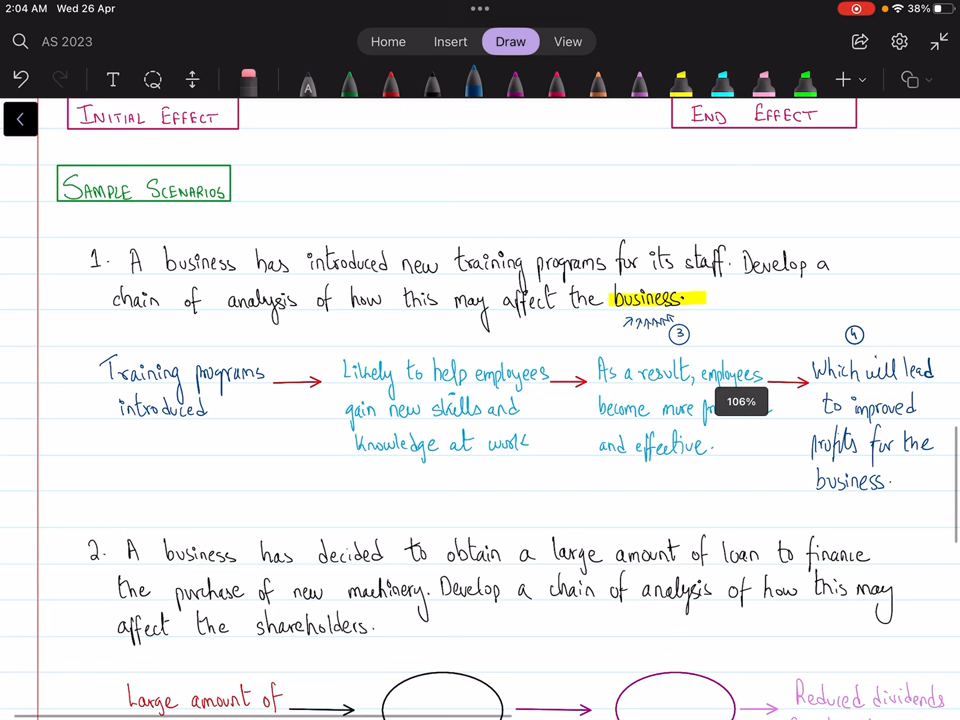 2:04 AM Wed 26 Apr
38%
AS 2023
Home Insert Draw View
T
A
INITIAL EFFECT
END EFFECT
SAMPLE SCENARIOS
1. A business has introduced new training programs for its staff. Develop a
chain of analysis of how this may affect the business.
3
4
Training programs
introduced
Likely to help employees
gain new skills and
knowledge at work
As a result, employees
become more
and effective.
106%
Which will lead
to improved
profits for the
business.
2. A business has decided to obtain a large amount of loan to finance
the purchase of new machinery. Develop a chain of analysis of how this may
affect the shareholders.
Large amount of
Reduced dividends